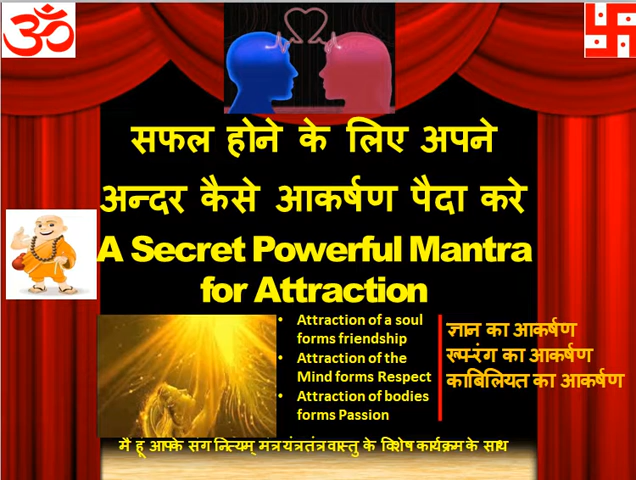 ॐ
सफल होने के लिए अपने
अन्दर कैसे आकर्षण पैदा करे
A Secret Powerful Mantra
for Attraction
• Attraction of a soul
forms friendship
• Attraction of the
Mind forms Respect
• Attraction of bodies
forms Passion
ज्ञान का आकर्षण
रूप-रंग का आकर्षण
काबिलियत का आकर्षण
मै हू आपके सग नित्यम् मत्र यंत्र तंत्र वास्तु के विशेष कार्यक्रम के साथ